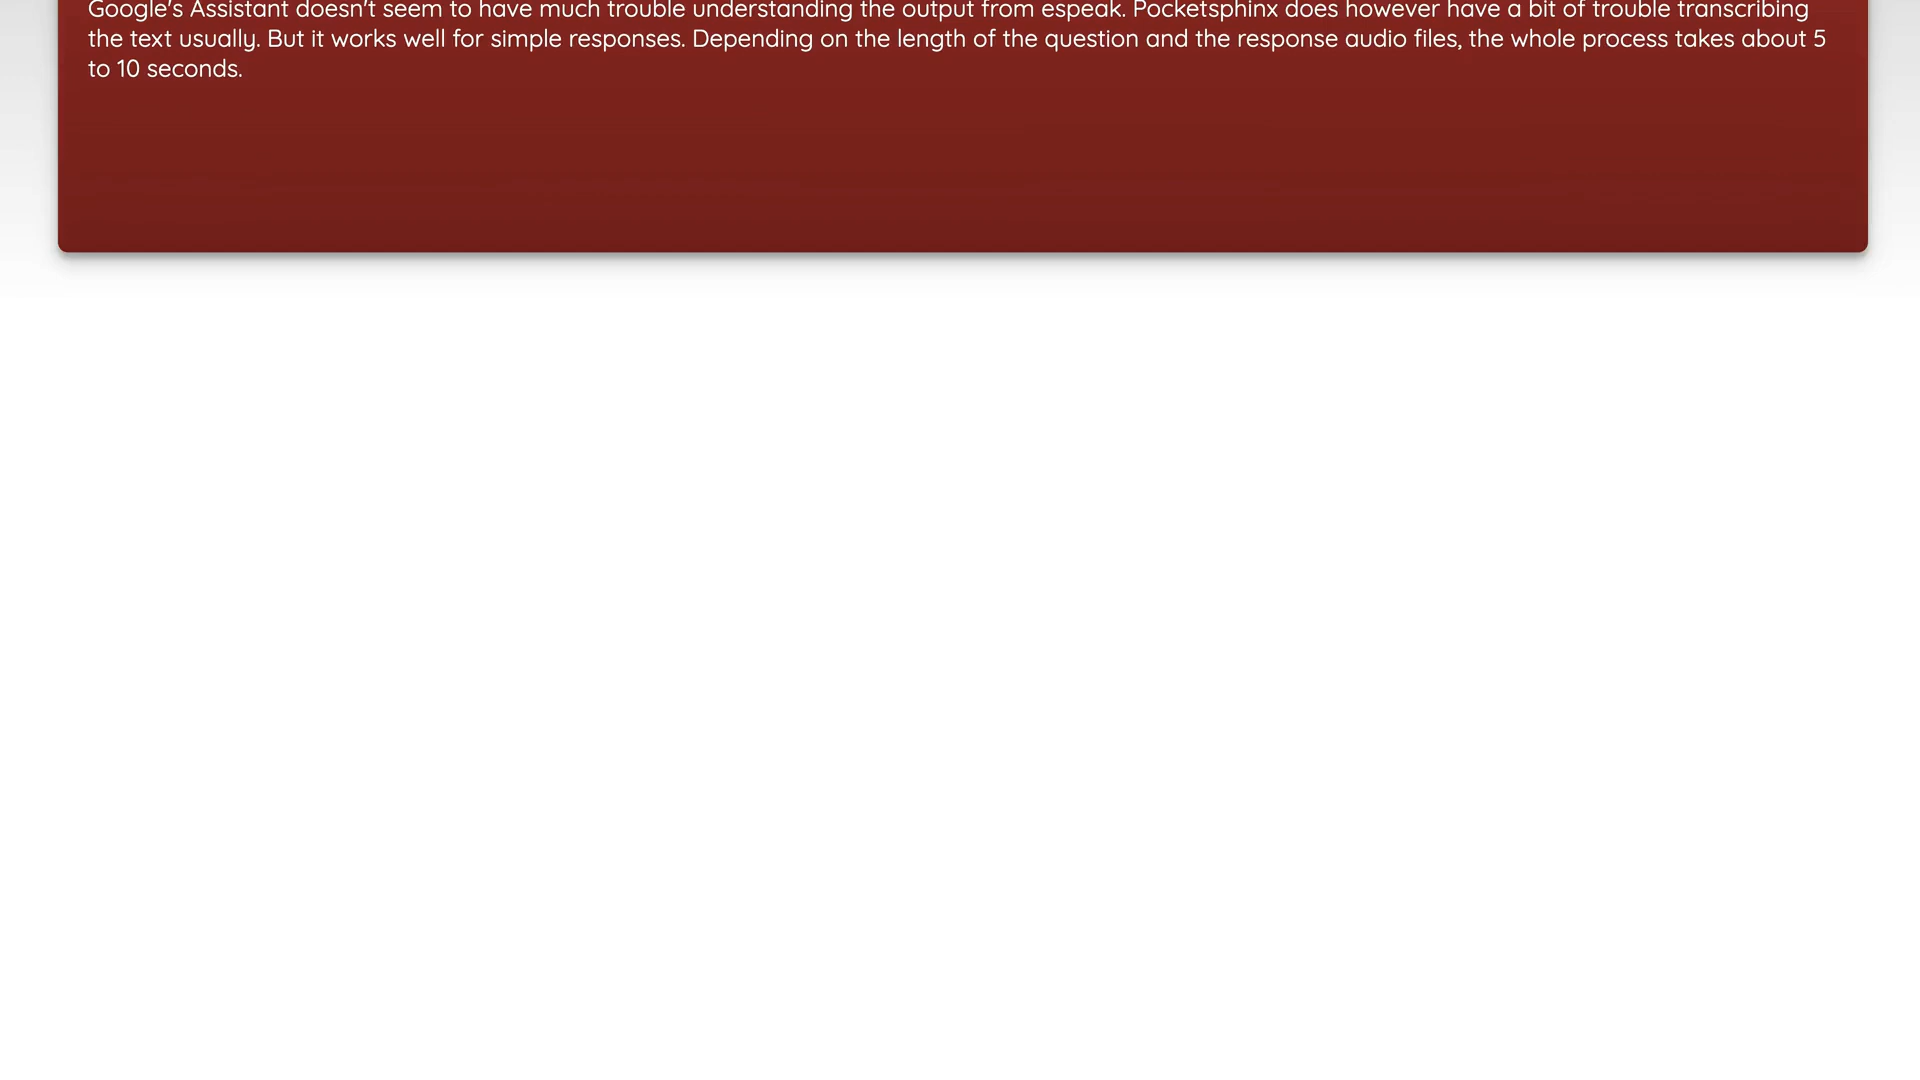 Google's Assistant doesn't seem to have much trouble understanding the output from espeak. Pocketsphinx does however have a bit of trouble transcribing
the text usually. But it works well for simple responses. Depending on the length of the question and the response audio files, the whole process takes about 5
to 10 seconds.